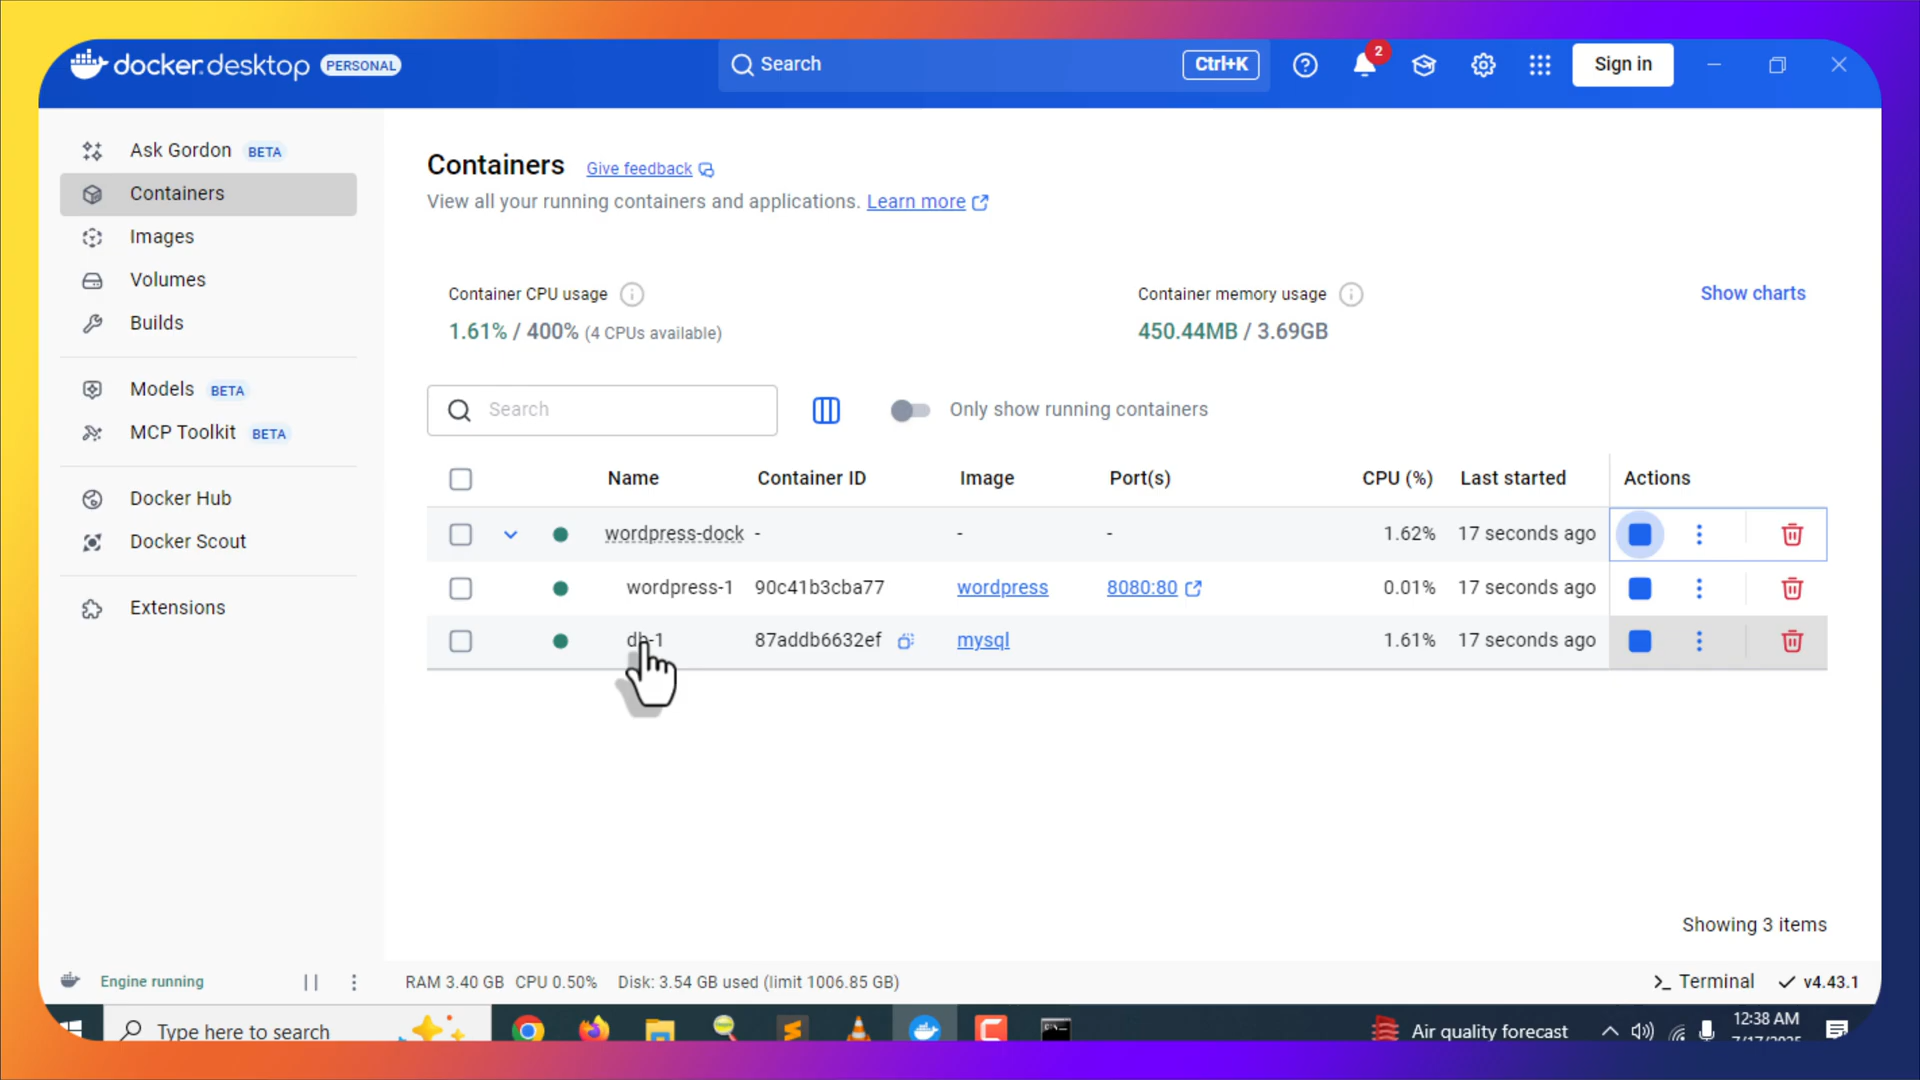 docker.desktop PERSONAL
Search
Ctrl+K
2
Sign in
Ask Gordon BETA
Containers
Images
Volumes
Builds
Models BETA
MCP Toolkit BETA
Docker Hub
Docker Scout
Extensions
Containers Give feedback
View all your running containers and applications. Learn more
Container CPU usage
1.61% / 400% (4 CPUs available)
Container memory usage
450.44MB / 3.69GB
Show charts
Search
Only show running containers
Name Container ID Image Port(s) CPU (%) Last started Actions
wordpress-dock - - - 1.62% 17 seconds ago
wordpress-1 90c41b3cba77 wordpress 8080:80 0.01% 17 seconds ago
db-1 87addb6632ef mysql 1.61% 17 seconds ago
Showing 3 items
Engine running
RAM 3.40 GB CPU 0.50% Disk: 3.54 GB used (limit 1006.85 GB)
Terminal
v4.43.1
Type here to search
Air quality forecast
12:38 AM
7/17/2025